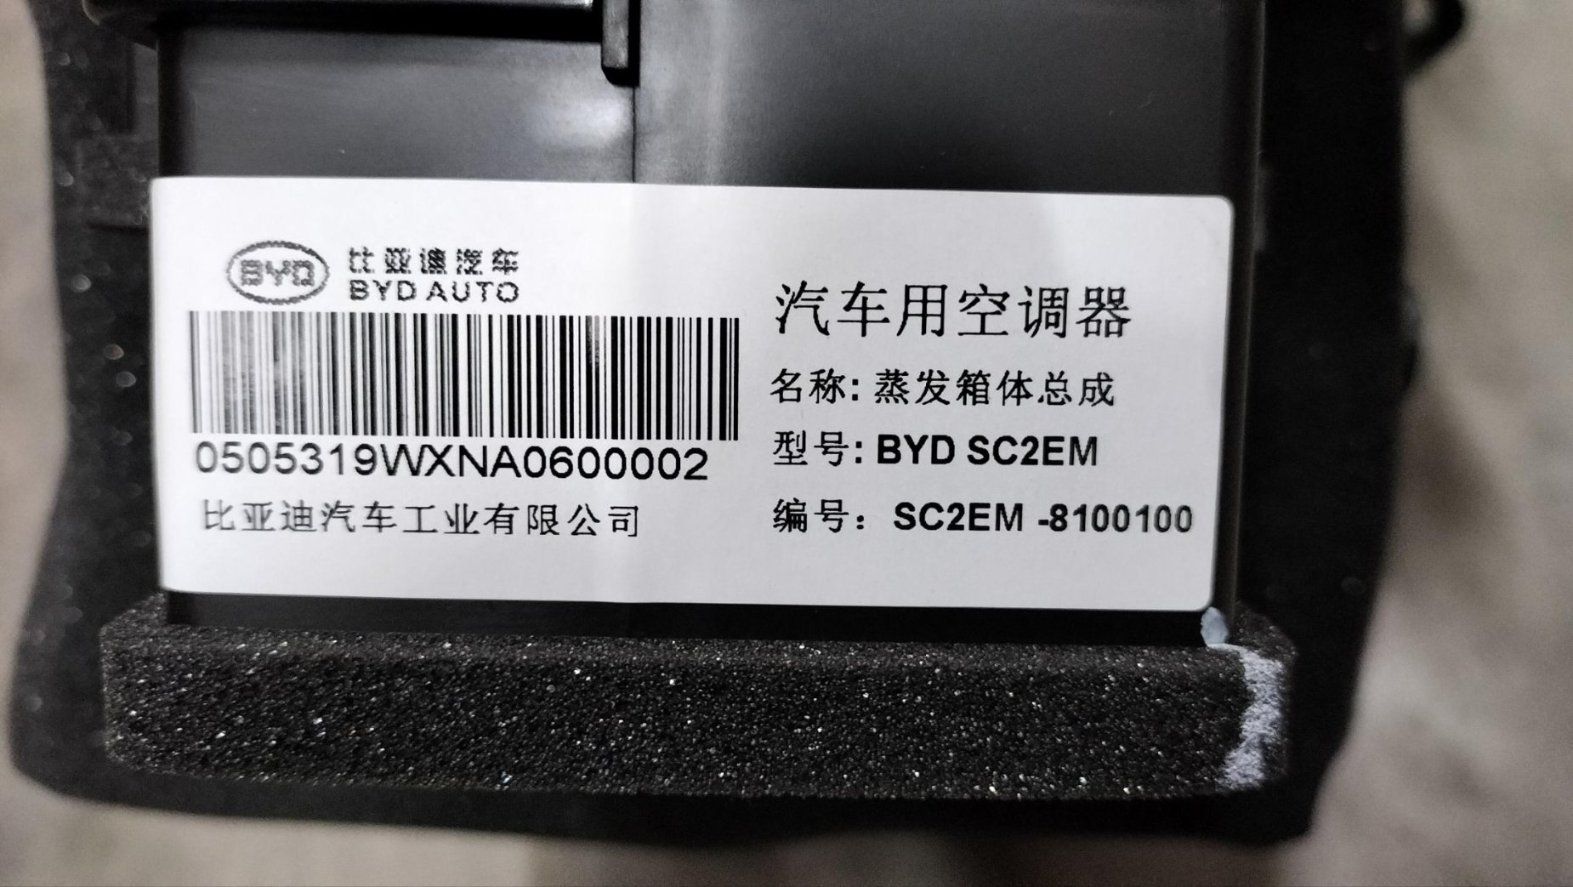 BYD
比亚迪汽车
BYD AUTO
0505319WXNA0600002
比亚迪汽车工业有限公司
汽车用空调器
名称: 蒸发箱体总成
型号: BYD SC2EM
编号： SC2EM -8100100